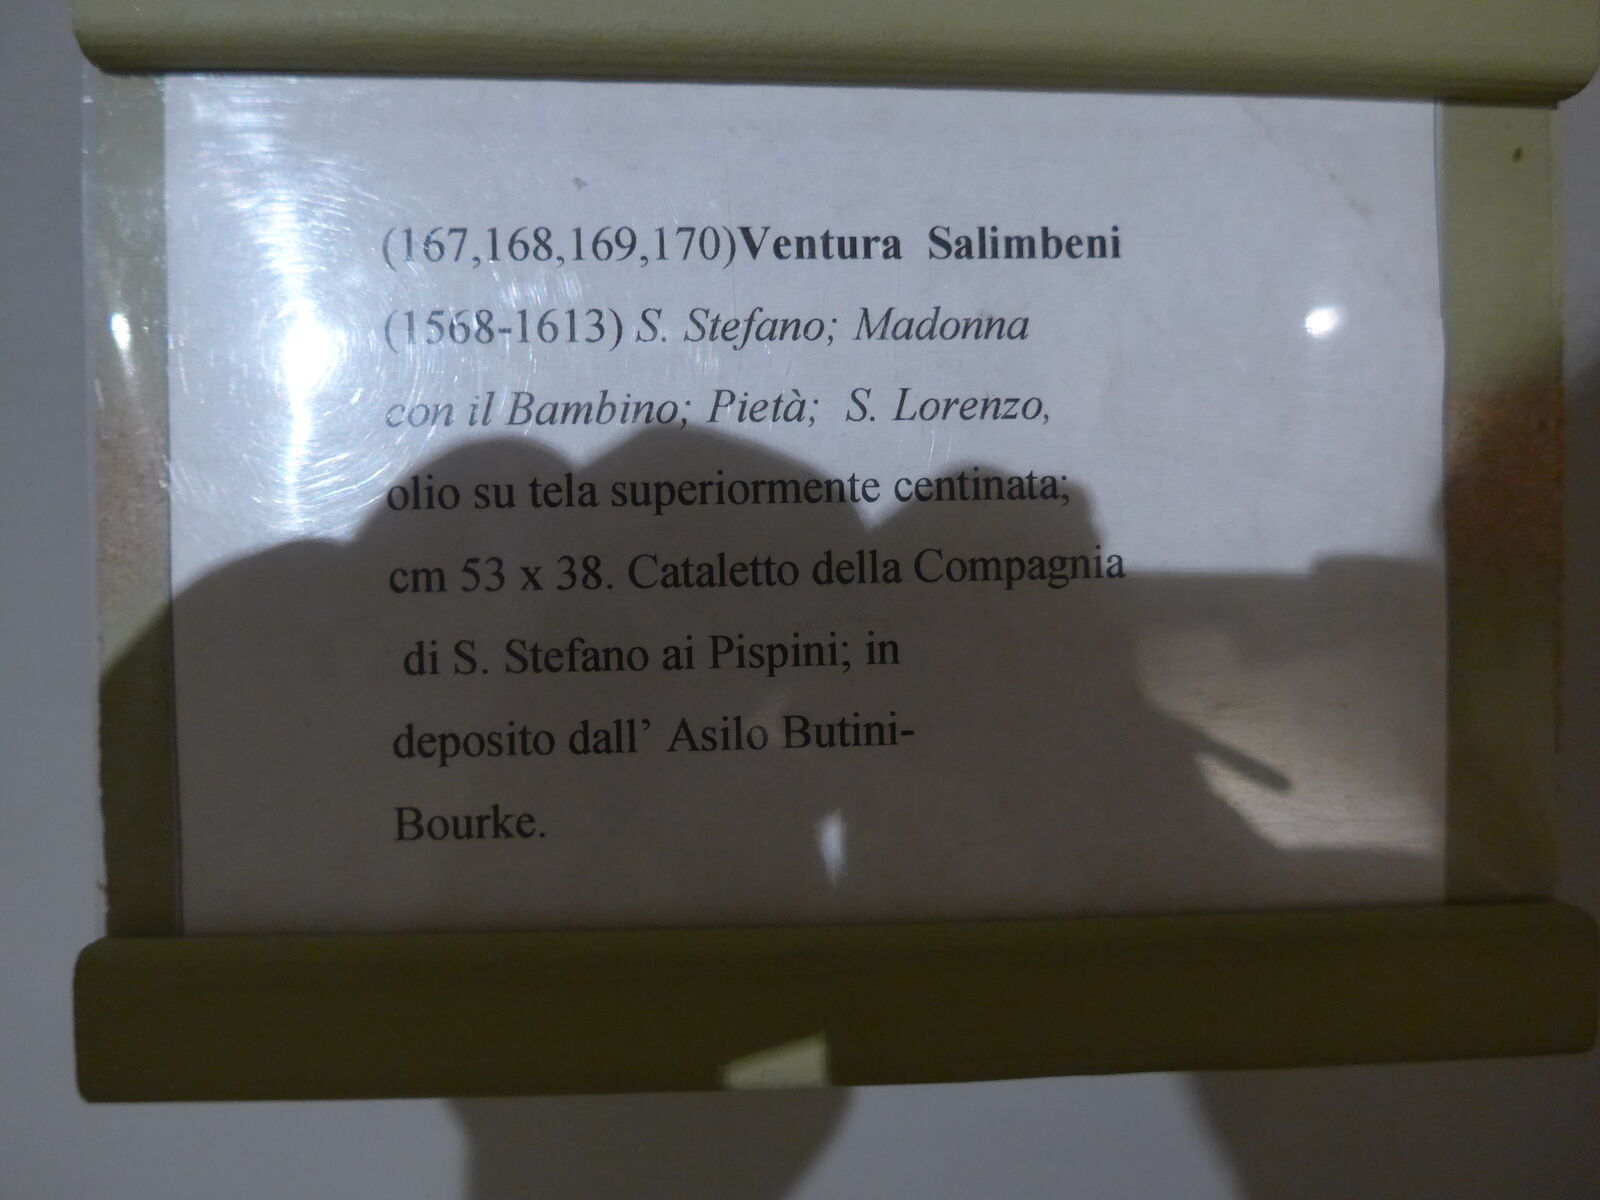 (167,168,169,170)Ventura Salimbeni
(1568-1613) S. Stefano; Madonna
con il Bambino; Pietà; S. Lorenzo,
olio su tela superiormente centinata;
cm 53 x 38. Cataletto della Compagnia
di S. Stefano ai Pispini; in
deposito dall’ Asilo Butini-
Bourke.